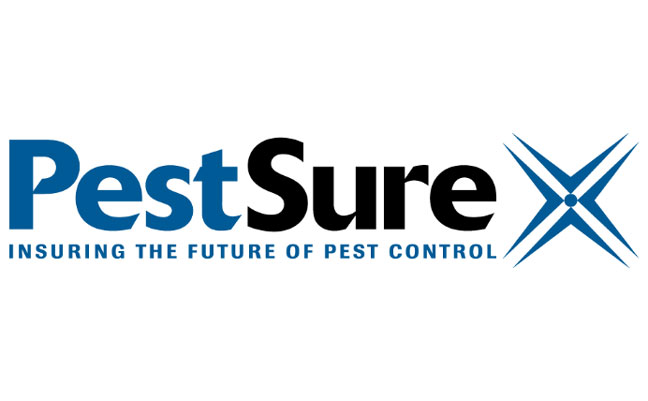 PestSure
INSURING THE FUTURE OF PEST CONTROL